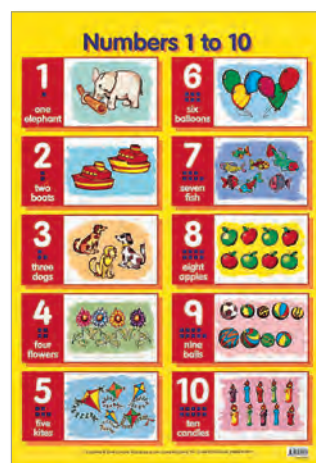 Numbers 1 to 10
1
one
elephant
2
two
boats
3
three
dogs
4
four
flowers
5
five
kites
6
six
balloons
7
seven
fish
8
eight
apples
9
nine
balls
10
ten
candles